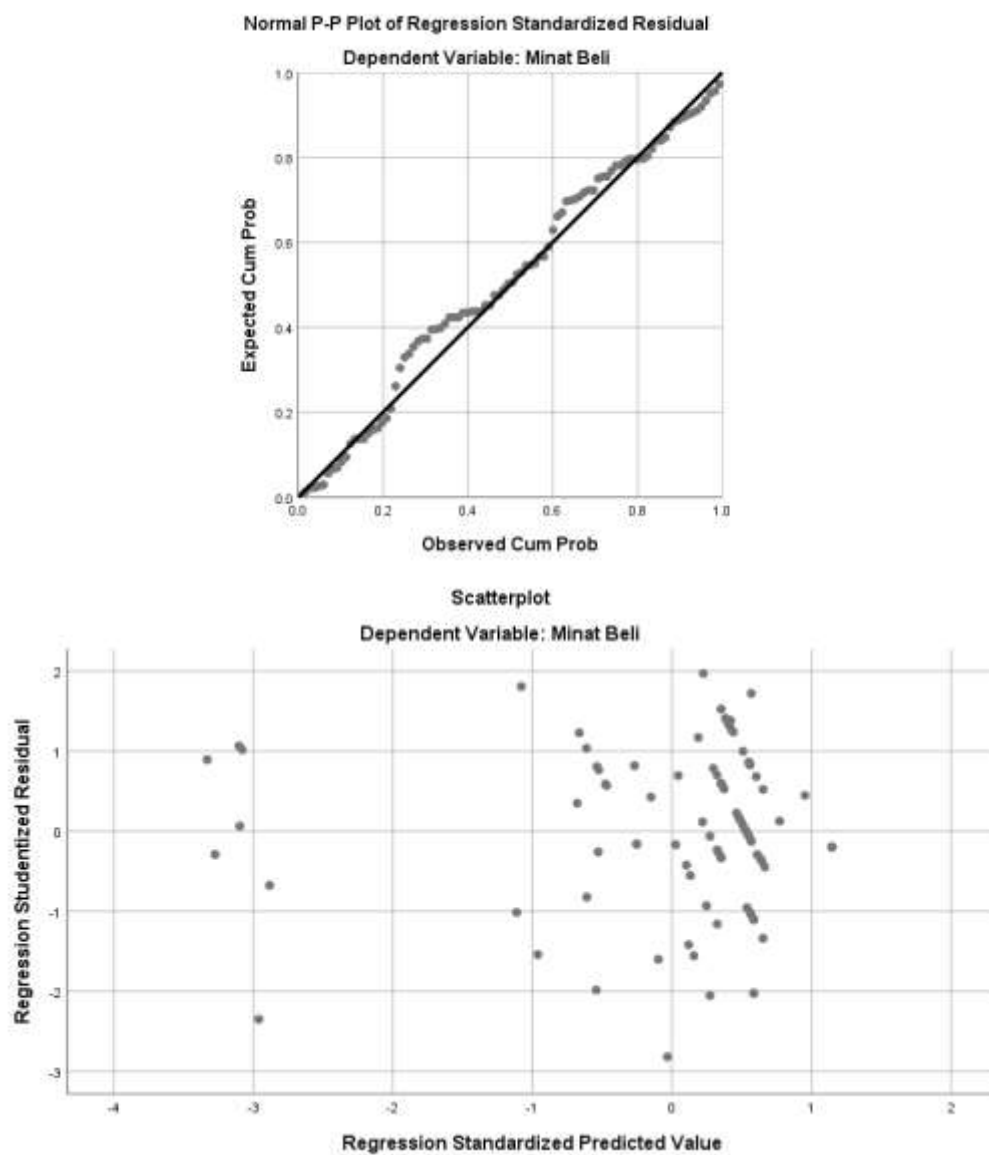 Normal P-P Plot of Regression Standardized Residual
Dependent Variable: Minat Beli
1.0
0.8
0.6
0.4
0.2
0.0
Expected Cum Prob
0.0 0.2 0.4 0.6 0.8 1.0
Observed Cum Prob
Scatterplot
Dependent Variable: Minat Beli
2
1
0
-1
-2
-3
Regression Studentized Residual
-4 -3 -2 -1 0 1 2
Regression Standardized Predicted Value